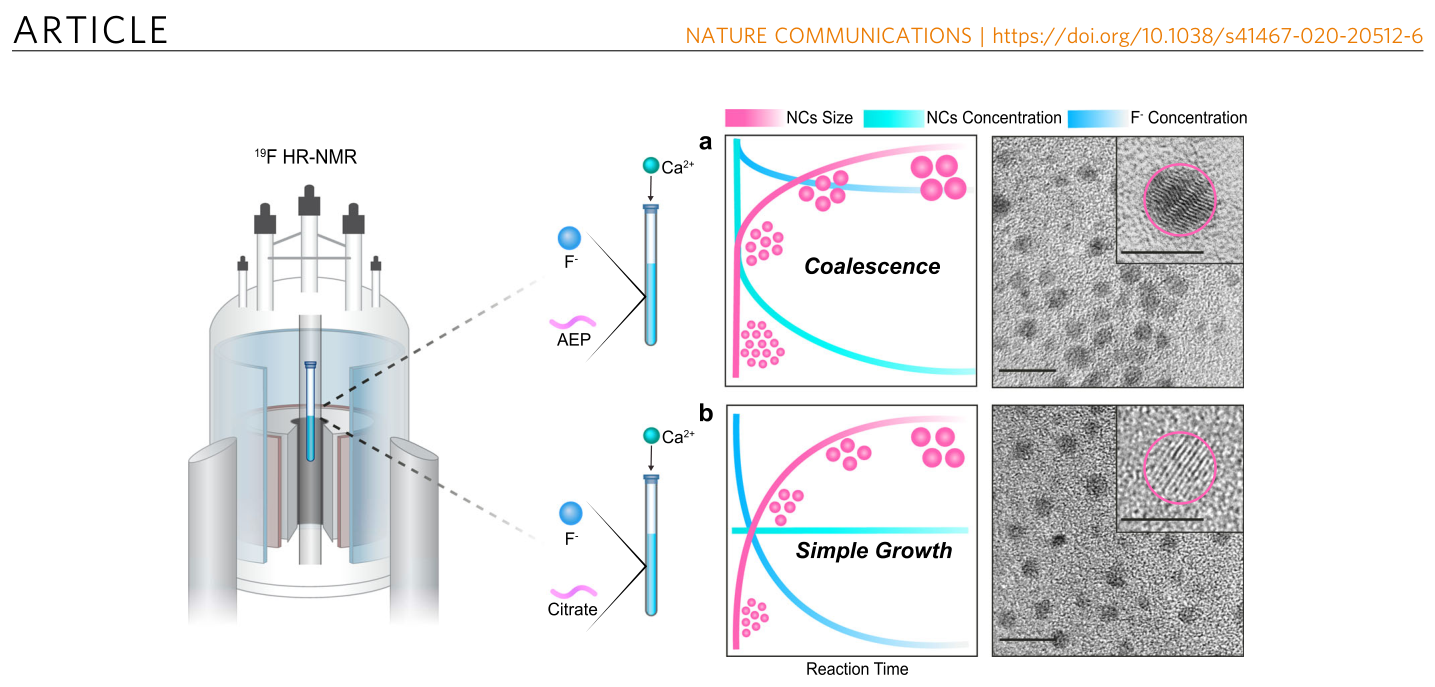 ARTICLE
NATURE COMMUNICATIONS | https://doi.org/10.1038/s41467-020-20512-6
¹⁹F HR-NMR
Ca²⁺
F⁻
AEP
Ca²⁺
F⁻
Citrate
NCs Size
NCs Concentration
F⁻ Concentration
a
Coalescence
b
Simple Growth
Reaction Time